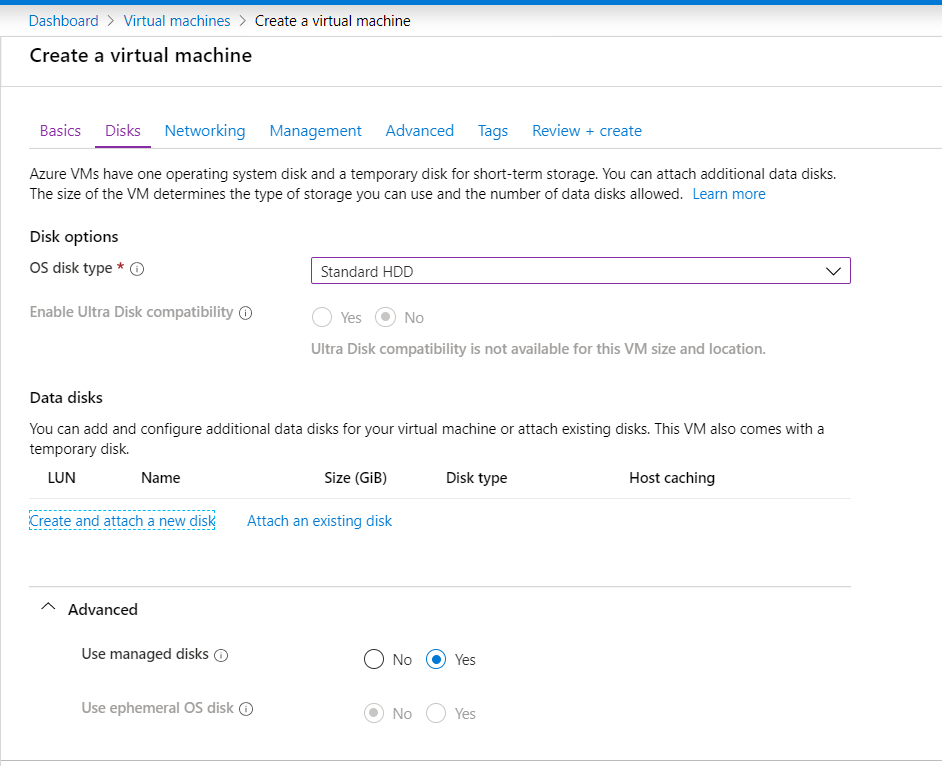 Dashboard > Virtual machines > Create a virtual machine
Create a virtual machine
Basics Disks Networking Management Advanced Tags Review + create
Azure VMs have one operating system disk and a temporary disk for short-term storage. You can attach additional data disks.
The size of the VM determines the type of storage you can use and the number of data disks allowed. Learn more
Disk options
OS disk type * Standard HDD
Enable Ultra Disk compatibility Yes No
Ultra Disk compatibility is not available for this VM size and location.
Data disks
You can add and configure additional data disks for your virtual machine or attach existing disks. This VM also comes with a
temporary disk.
LUN Name Size (GiB) Disk type Host caching
Create and attach a new disk Attach an existing disk
Advanced
Use managed disks No Yes
Use ephemeral OS disk No Yes